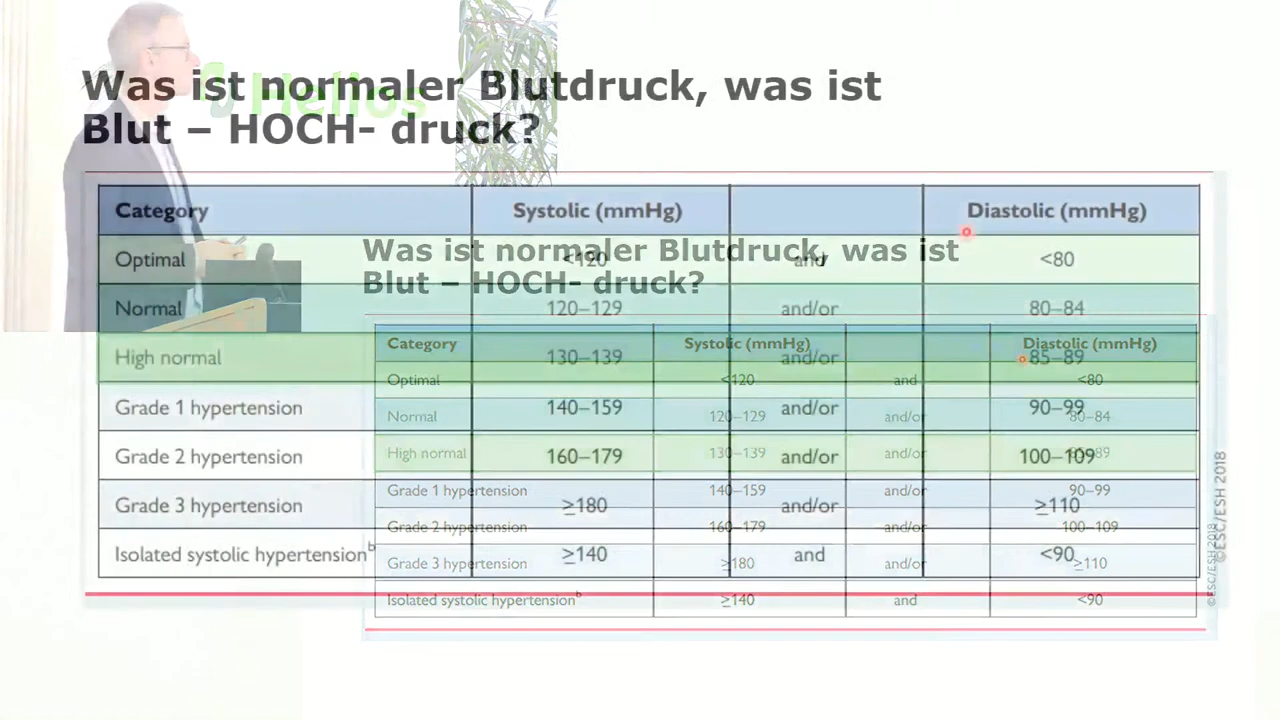 Helios
Was ist normaler Blutdruck, was ist
Blut – HOCH- druck?
Category Systolic (mmHg) Diastolic (mmHg)
Optimal <120 and <80
Normal 120–129 and/or 80–84
High normal 130–139 and/or 85–89
Grade 1 hypertension 140–159 and/or 90–99
Grade 2 hypertension 160–179 and/or 100–109
Grade 3 hypertension ≥180 and/or ≥110
Isolated systolic hypertensionᵇ ≥140 and <90
©ESC/ESH 2018
Was ist normaler Blutdruck, was ist
Blut – HOCH- druck?
Category Systolic (mmHg) Diastolic (mmHg)
Optimal <120 and <80
Normal 120–129 and/or 80–84
High normal 130–139 and/or 85–89
Grade 1 hypertension 140–159 and/or 90–99
Grade 2 hypertension 160–179 and/or 100–109
Grade 3 hypertension ≥180 and/or ≥110
Isolated systolic hypertensionᵇ ≥140 and <90
©ESC/ESH 2018